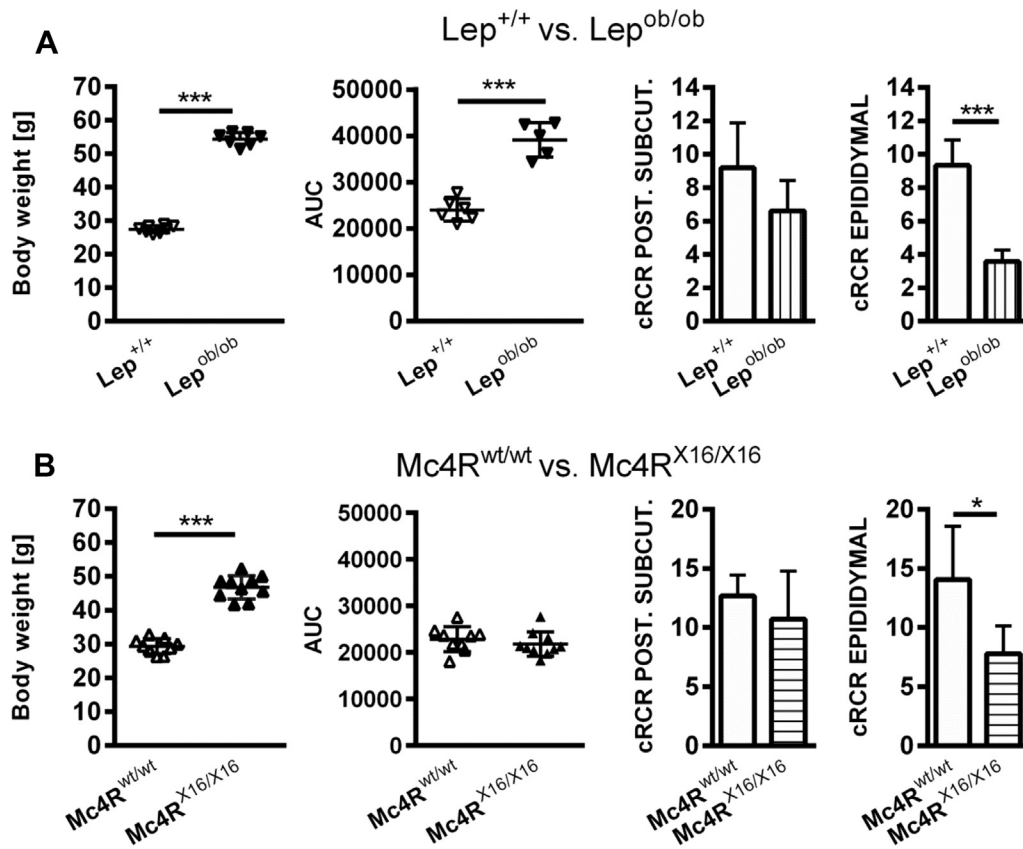 A
Lep+/+ vs. Lepob/ob
Body weight [g]
70
60
50
40
30
20
10
0
***
Lep+/+
Lepob/ob
AUC
50000
40000
30000
20000
10000
0
***
Lep+/+
Lepob/ob
cRCR POST. SUBCUT.
14
12
10
8
6
4
2
0
Lep+/+
Lepob/ob
cRCR EPIDIDYMAL
14
12
10
8
6
4
2
0
***
Lep+/+
Lepob/ob
B
Mc4Rwt/wt vs. Mc4RX16/X16
Body weight [g]
70
60
50
40
30
20
10
0
***
Mc4Rwt/wt
Mc4RX16/X16
AUC
50000
40000
30000
20000
10000
0
Mc4Rwt/wt
Mc4RX16/X16
cRCR POST. SUBCUT.
20
15
10
5
0
Mc4Rwt/wt
Mc4RX16/X16
cRCR EPIDIDYMAL
20
15
10
5
0
*
Mc4Rwt/wt
Mc4RX16/X16